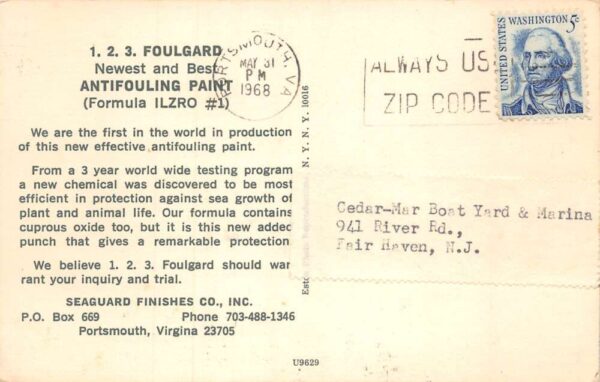 1. 2. 3. FOULGARD
Newest and Best
ANTIFOULING PAINT
(Formula ILZRO #1)
We are the first in the world in production
of this new effective antifouling paint.
From a 3 year world wide testing program
a new chemical was discovered to be most
efficient in protection against sea growth of
plant and animal life. Our formula contains
cuprous oxide too, but it is this new added
punch that gives a remarkable protection
We believe 1. 2. 3. Foulgard should war
rant your inquiry and trial.
SEAGUARD FINISHES CO., INC.
P.O. Box 669 Phone 703-488-1346
Portsmouth, Virgina 23705
PORTSMOUTH, VA
MAY 31
PM
1968
ALWAYS US
ZIP CODE
UNITED STATES
WASHINGTON 5c
N. Y. N. Y. 10016
Cedar-Mar Boat Yard & Marina
941 River Rd.,
Fair Haven, N.J.
U9629